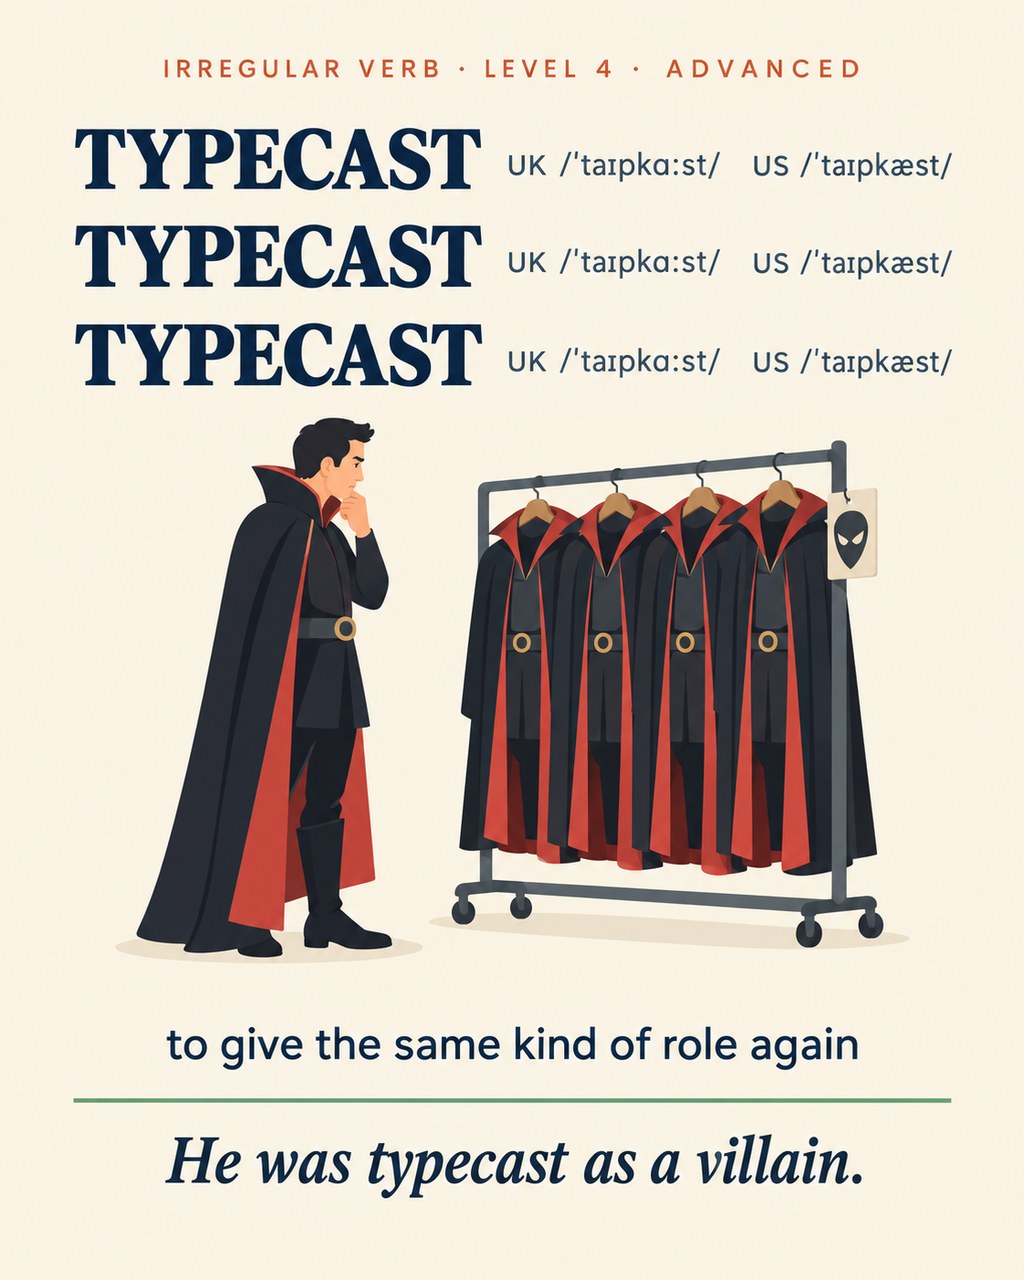 IRREGULAR VERB · LEVEL 4 · ADVANCED
TYPECAST UK /ˈtaɪpkɑːst/ US /ˈtaɪpkæst/
TYPECAST UK /ˈtaɪpkɑːst/ US /ˈtaɪpkæst/
TYPECAST UK /ˈtaɪpkɑːst/ US /ˈtaɪpkæst/
to give the same kind of role again
He was typecast as a villain.